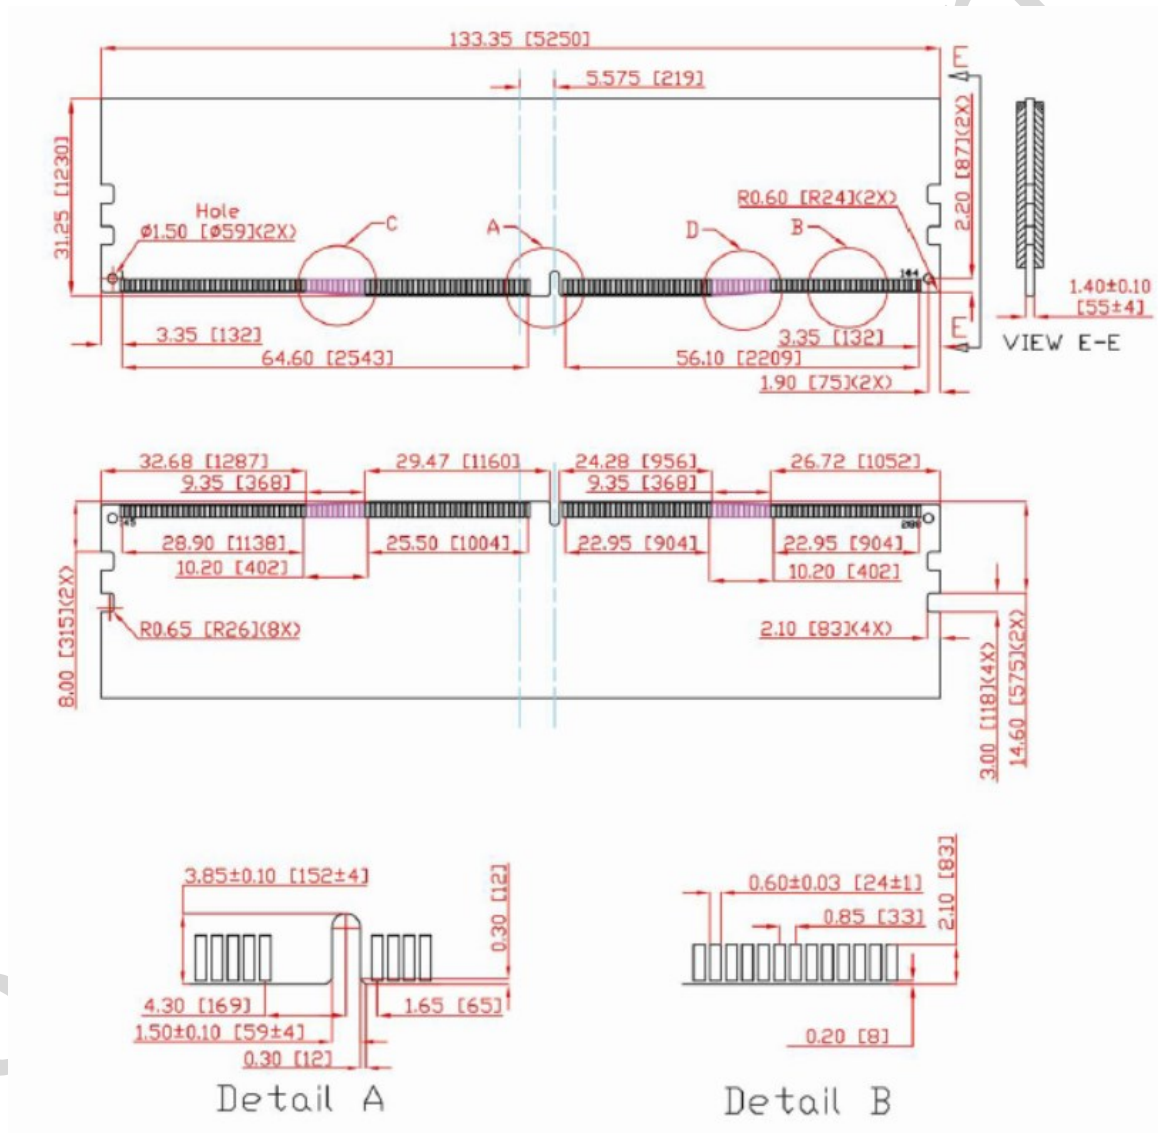 133.35 [5250]
5.575 [219]
E
31.25 [1230]
2.20 [87](2X)
Hole
Ø1.50 [Ø59](2X)
C
A
D
B
R0.60 [R24](2X)
144
1.40±0.10
[55±4]
3.35 [132]
3.35 [132]
E
VIEW E-E
64.60 [2543]
56.10 [2209]
1.90 [75](2X)
32.68 [1287]
29.47 [1160]
24.28 [956]
26.72 [1052]
9.35 [368]
9.35 [368]
28.90 [1138]
25.50 [1004]
22.95 [904]
22.95 [904]
10.20 [402]
10.20 [402]
8.00 [315](2X)
R0.65 [R26](8X)
2.10 [83](4X)
3.00 [118](4X)
14.60 [575](2X)
3.85±0.10 [152±4]
0.30 [12]
4.30 [169]
1.65 [65]
1.50±0.10 [59±4]
0.30 [12]
Detail A
0.60±0.03 [24±1]
0.85 [33]
2.10 [83]
0.20 [8]
Detail B